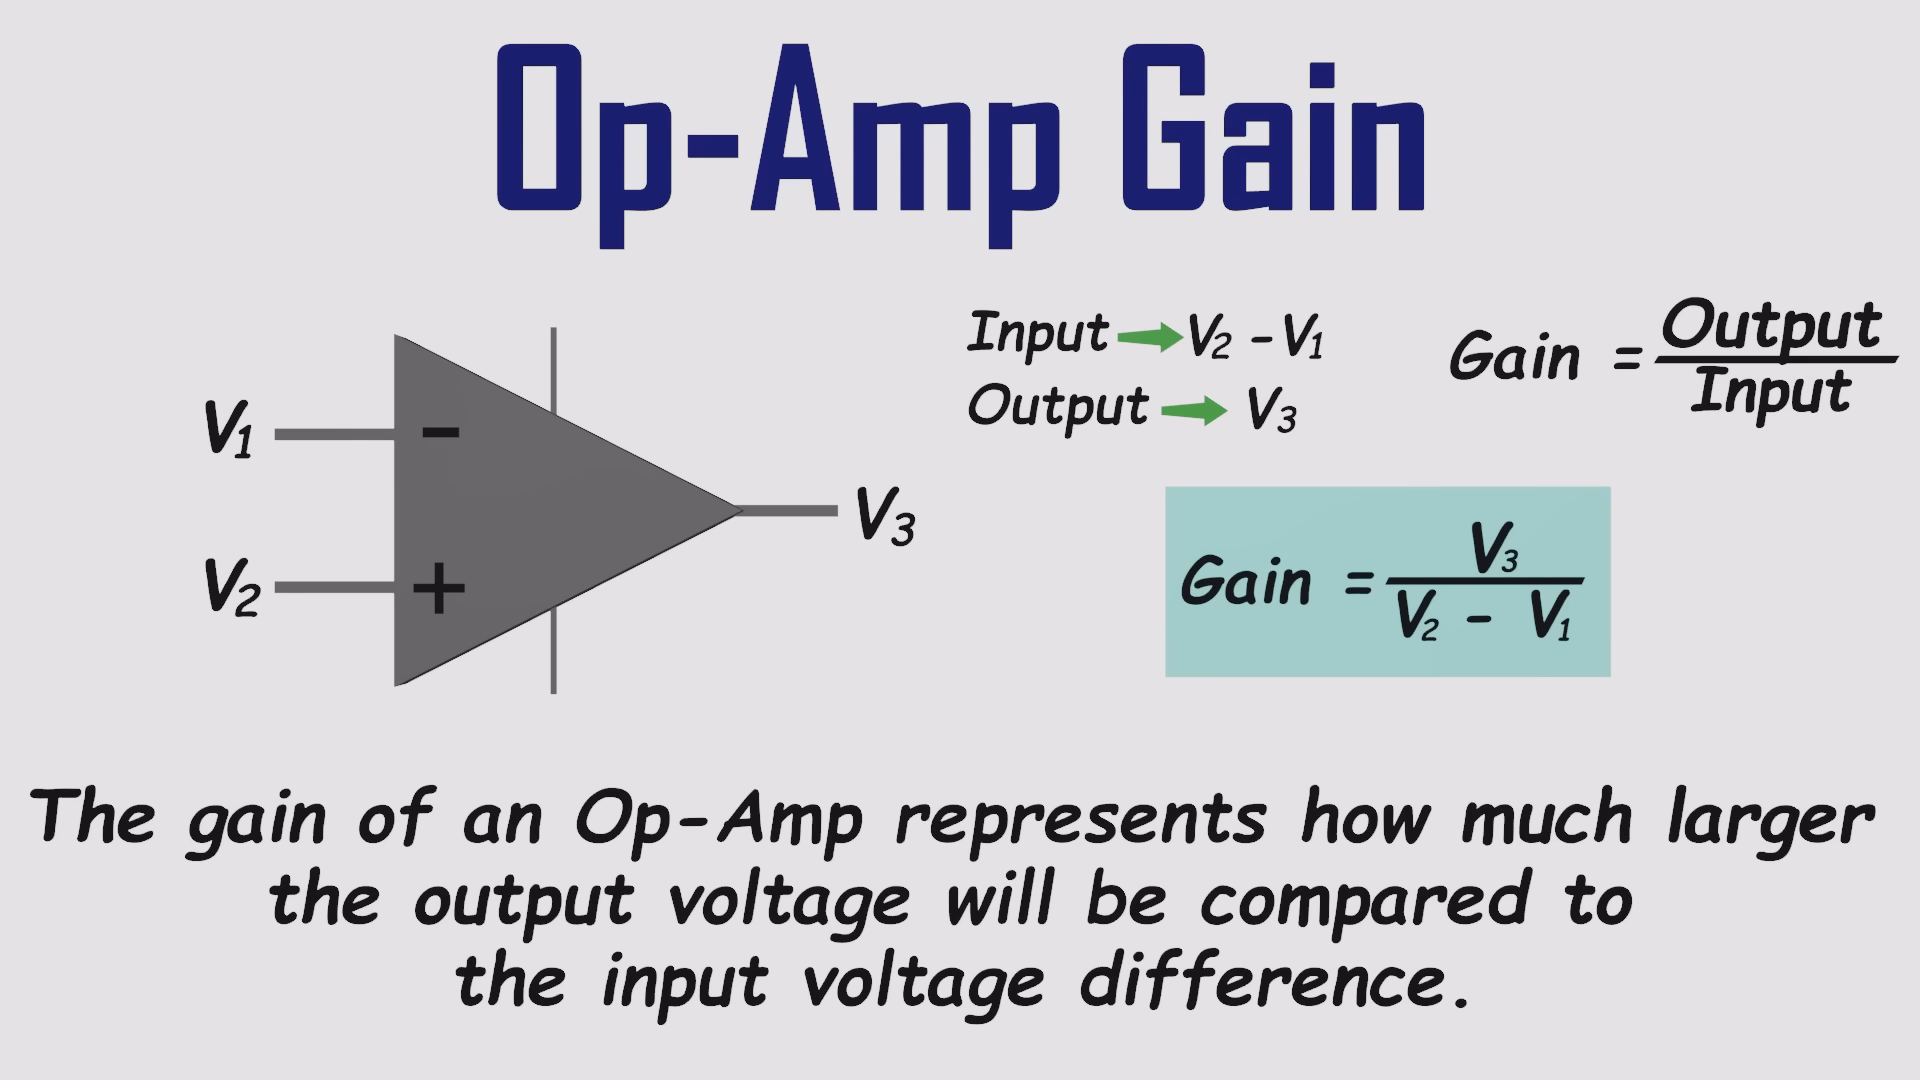 Op-Amp Gain
V1
-
V2
+
V3
Input → V2 - V1
Output → V3
Gain = Output / Input
Gain = V3 / V2 - V1
The gain of an Op-Amp represents how much larger
the output voltage will be compared to
the input voltage difference.